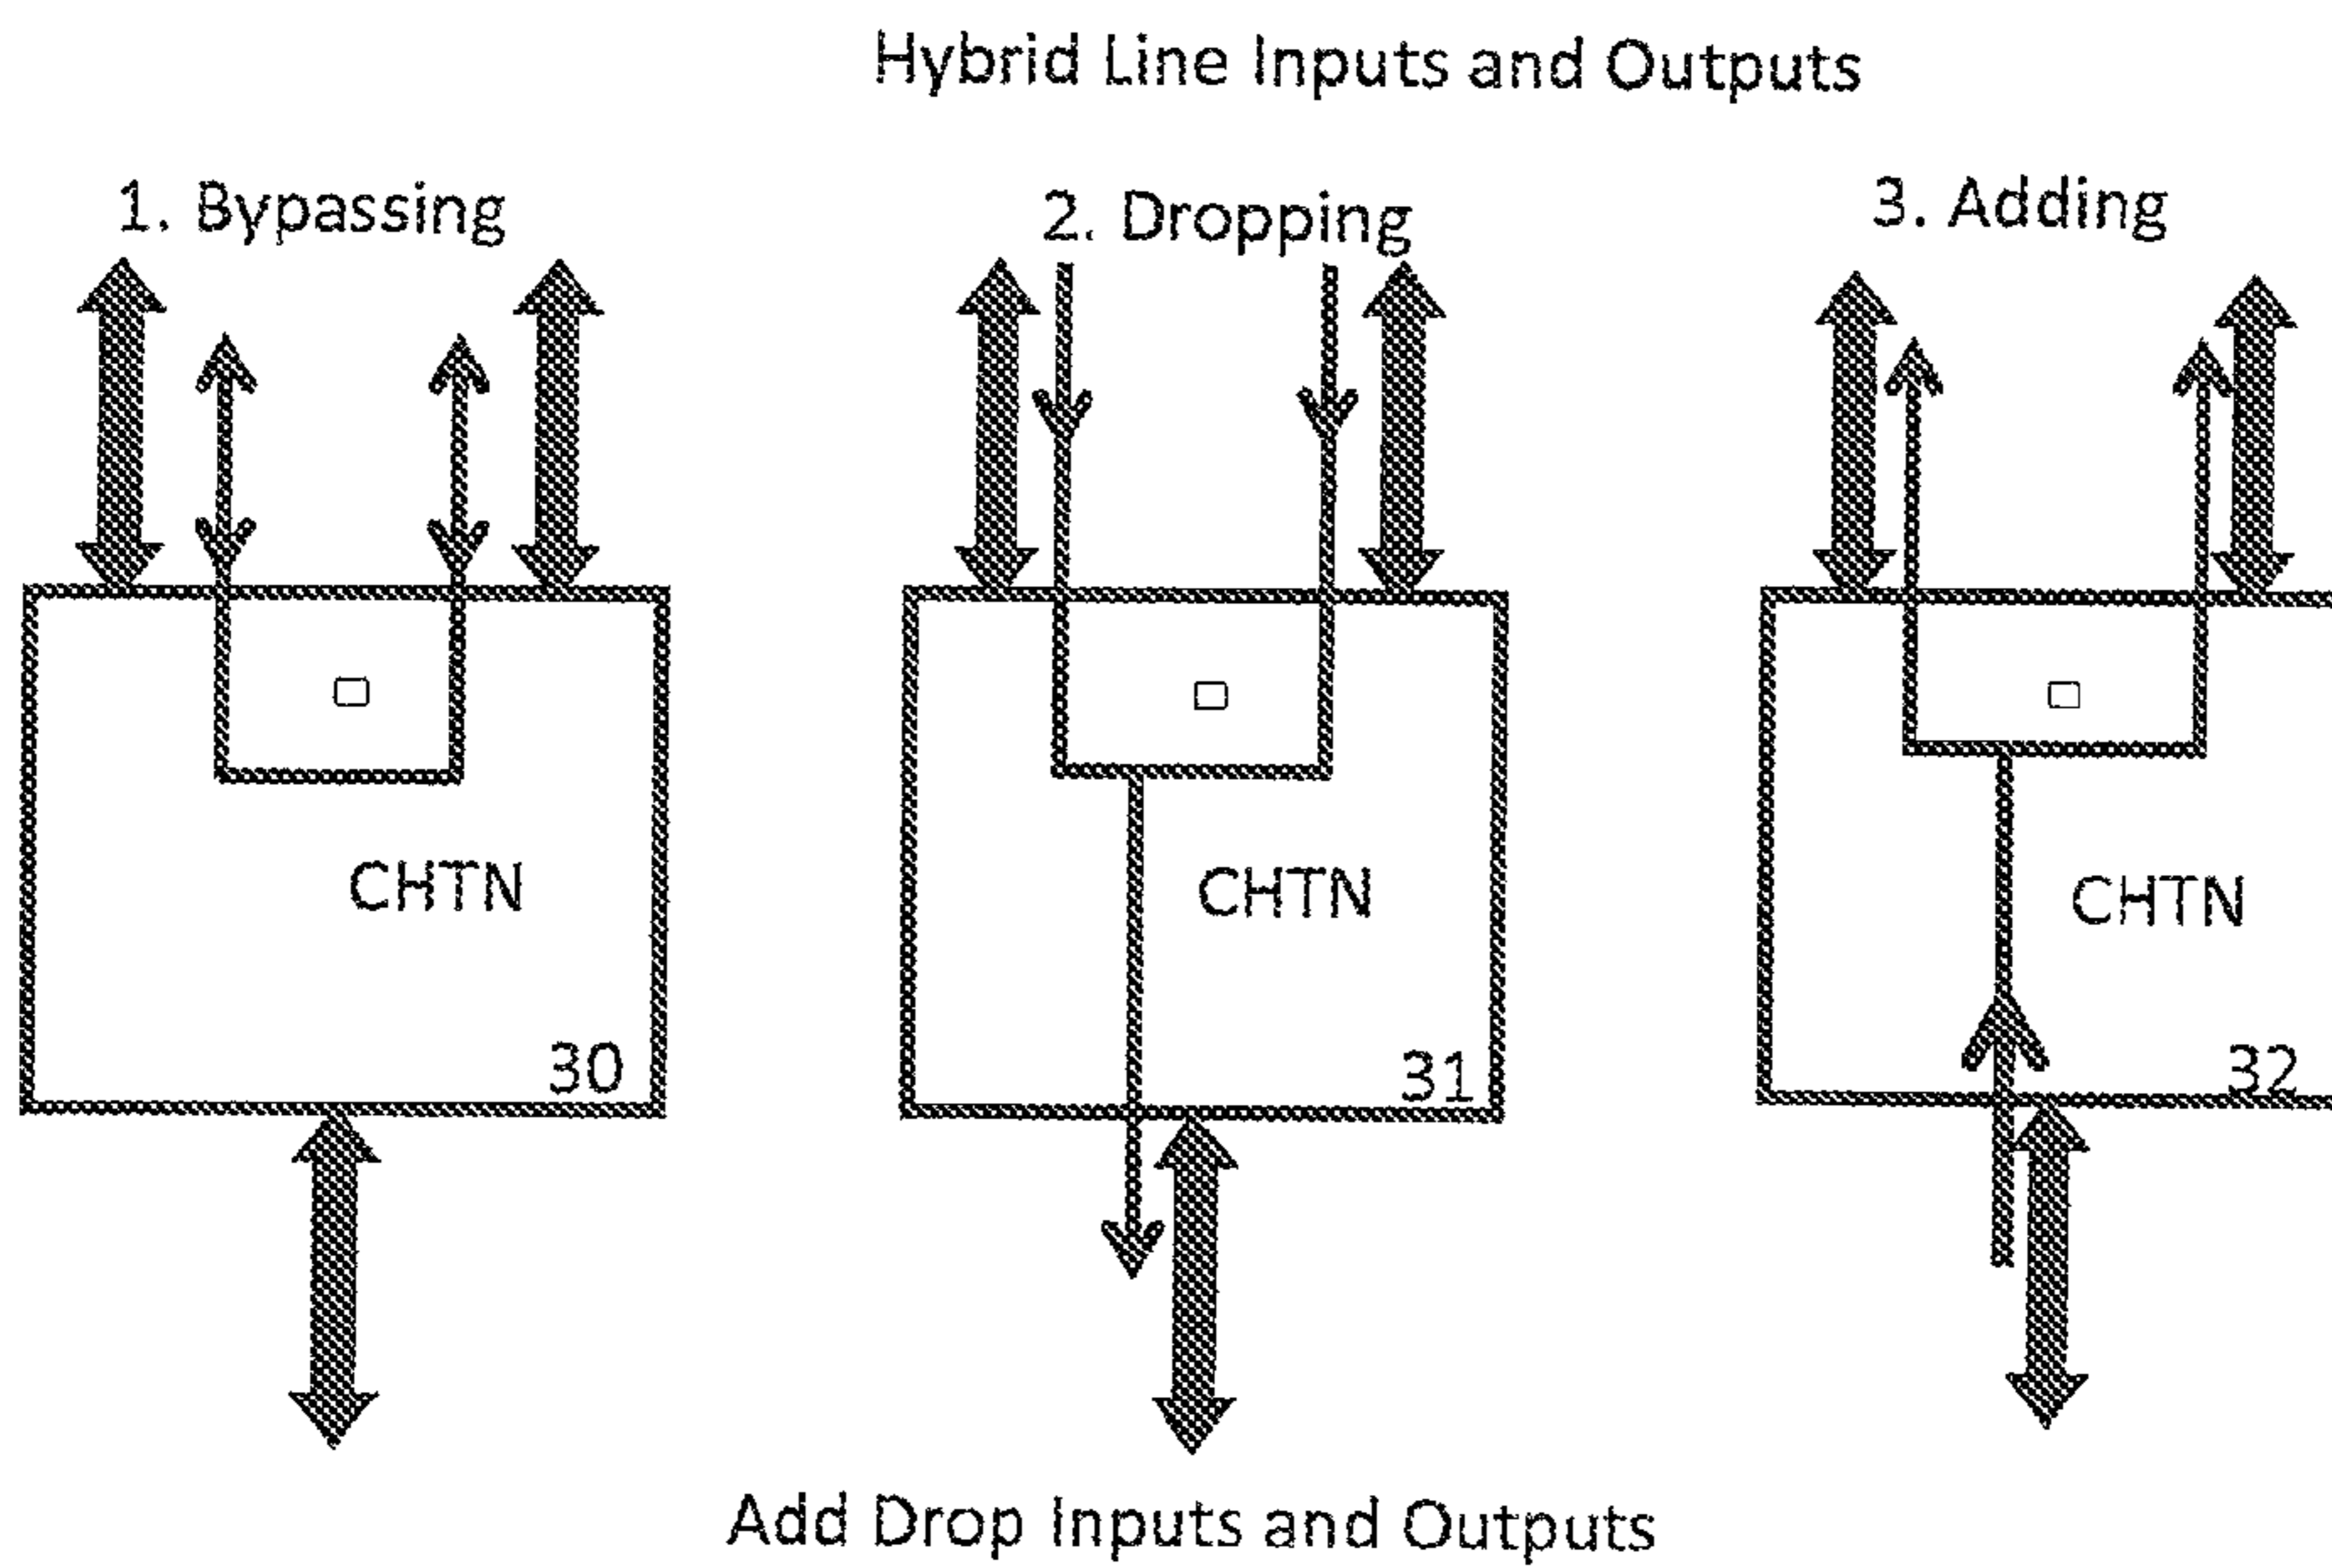 Hybrid Line Inputs and Outputs
1. Bypassing
2. Dropping
3. Adding
CHTN
CHTN
CHTN
30
31
32
Add Drop Inputs and Outputs